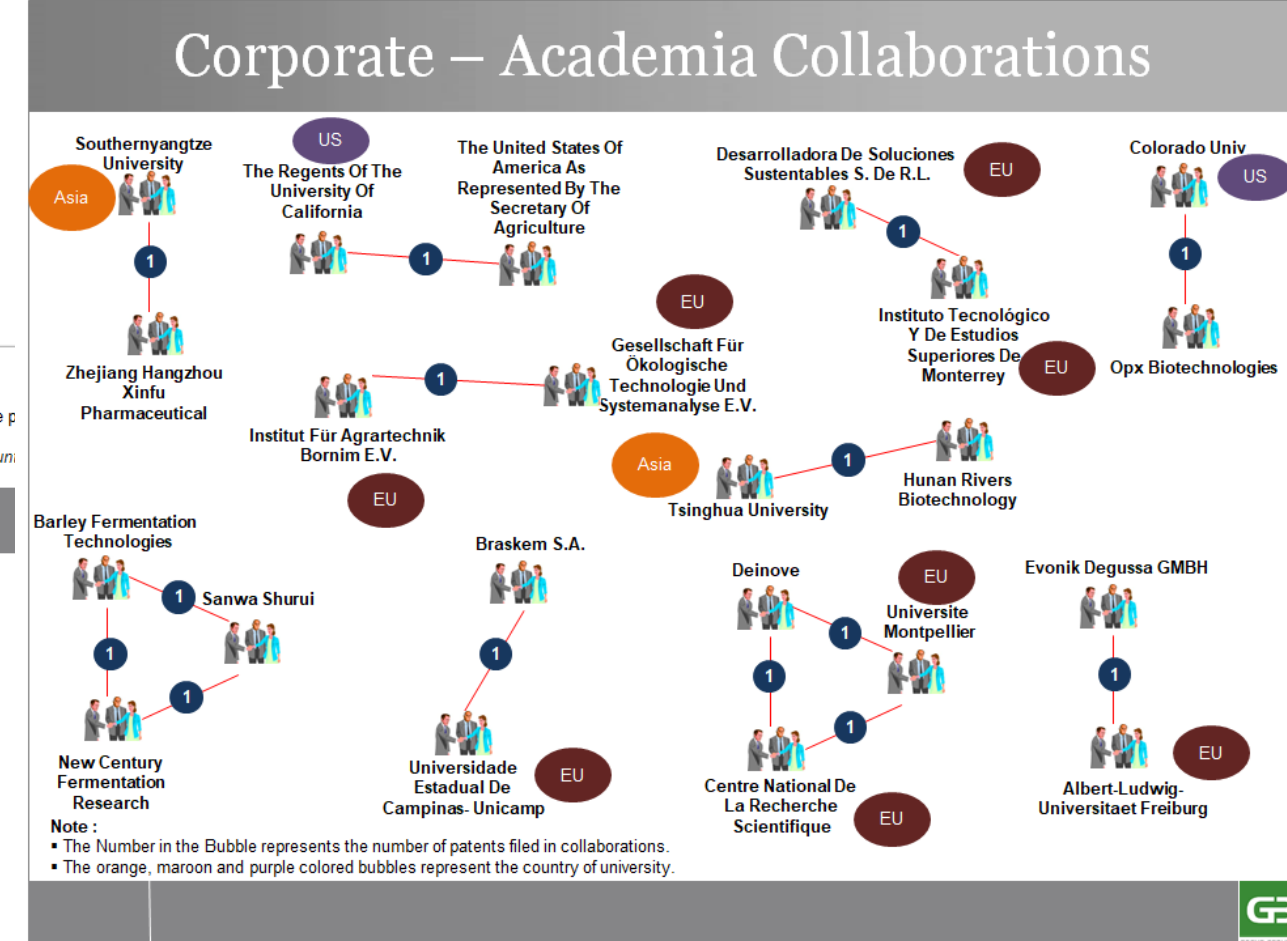 Corporate – Academia Collaborations
Southernyangtze
University
Asia
1
Zhejiang Hangzhou
Xinfu
Pharmaceutical
US
The Regents Of The
University Of
California
1
The United States Of
America As
Represented By The
Secretary Of
Agriculture
Desarrolladora De Soluciones
Sustentables S. De R.L.
EU
1
Instituto Tecnológico
Y De Estudios
Superiores De
Monterrey
EU
Colorado Univ
US
1
Opx Biotechnologies
EU
Gesellschaft Für
Ökologische
Technologie Und
Systemanalyse E.V.
1
Institut Für Agrartechnik
Bornim E.V.
EU
Asia
Tsinghua University
1
Hunan Rivers
Biotechnology
Barley Fermentation
Technologies
1
Sanwa Shurui
1
1
New Century
Fermentation
Research
Braskem S.A.
1
Universidade
Estadual De
Campinas- Unicamp
EU
Deinove
EU
Universite
Montpellier
1
1
1
Centre National De
La Recherche
Scientifique
EU
Evonik Degussa GMBH
1
EU
Albert-Ludwig-
Universitaet Freiburg
Note :
▪ The Number in the Bubble represents the number of patents filed in collaborations.
▪ The orange, maroon and purple colored bubbles represent the country of university.